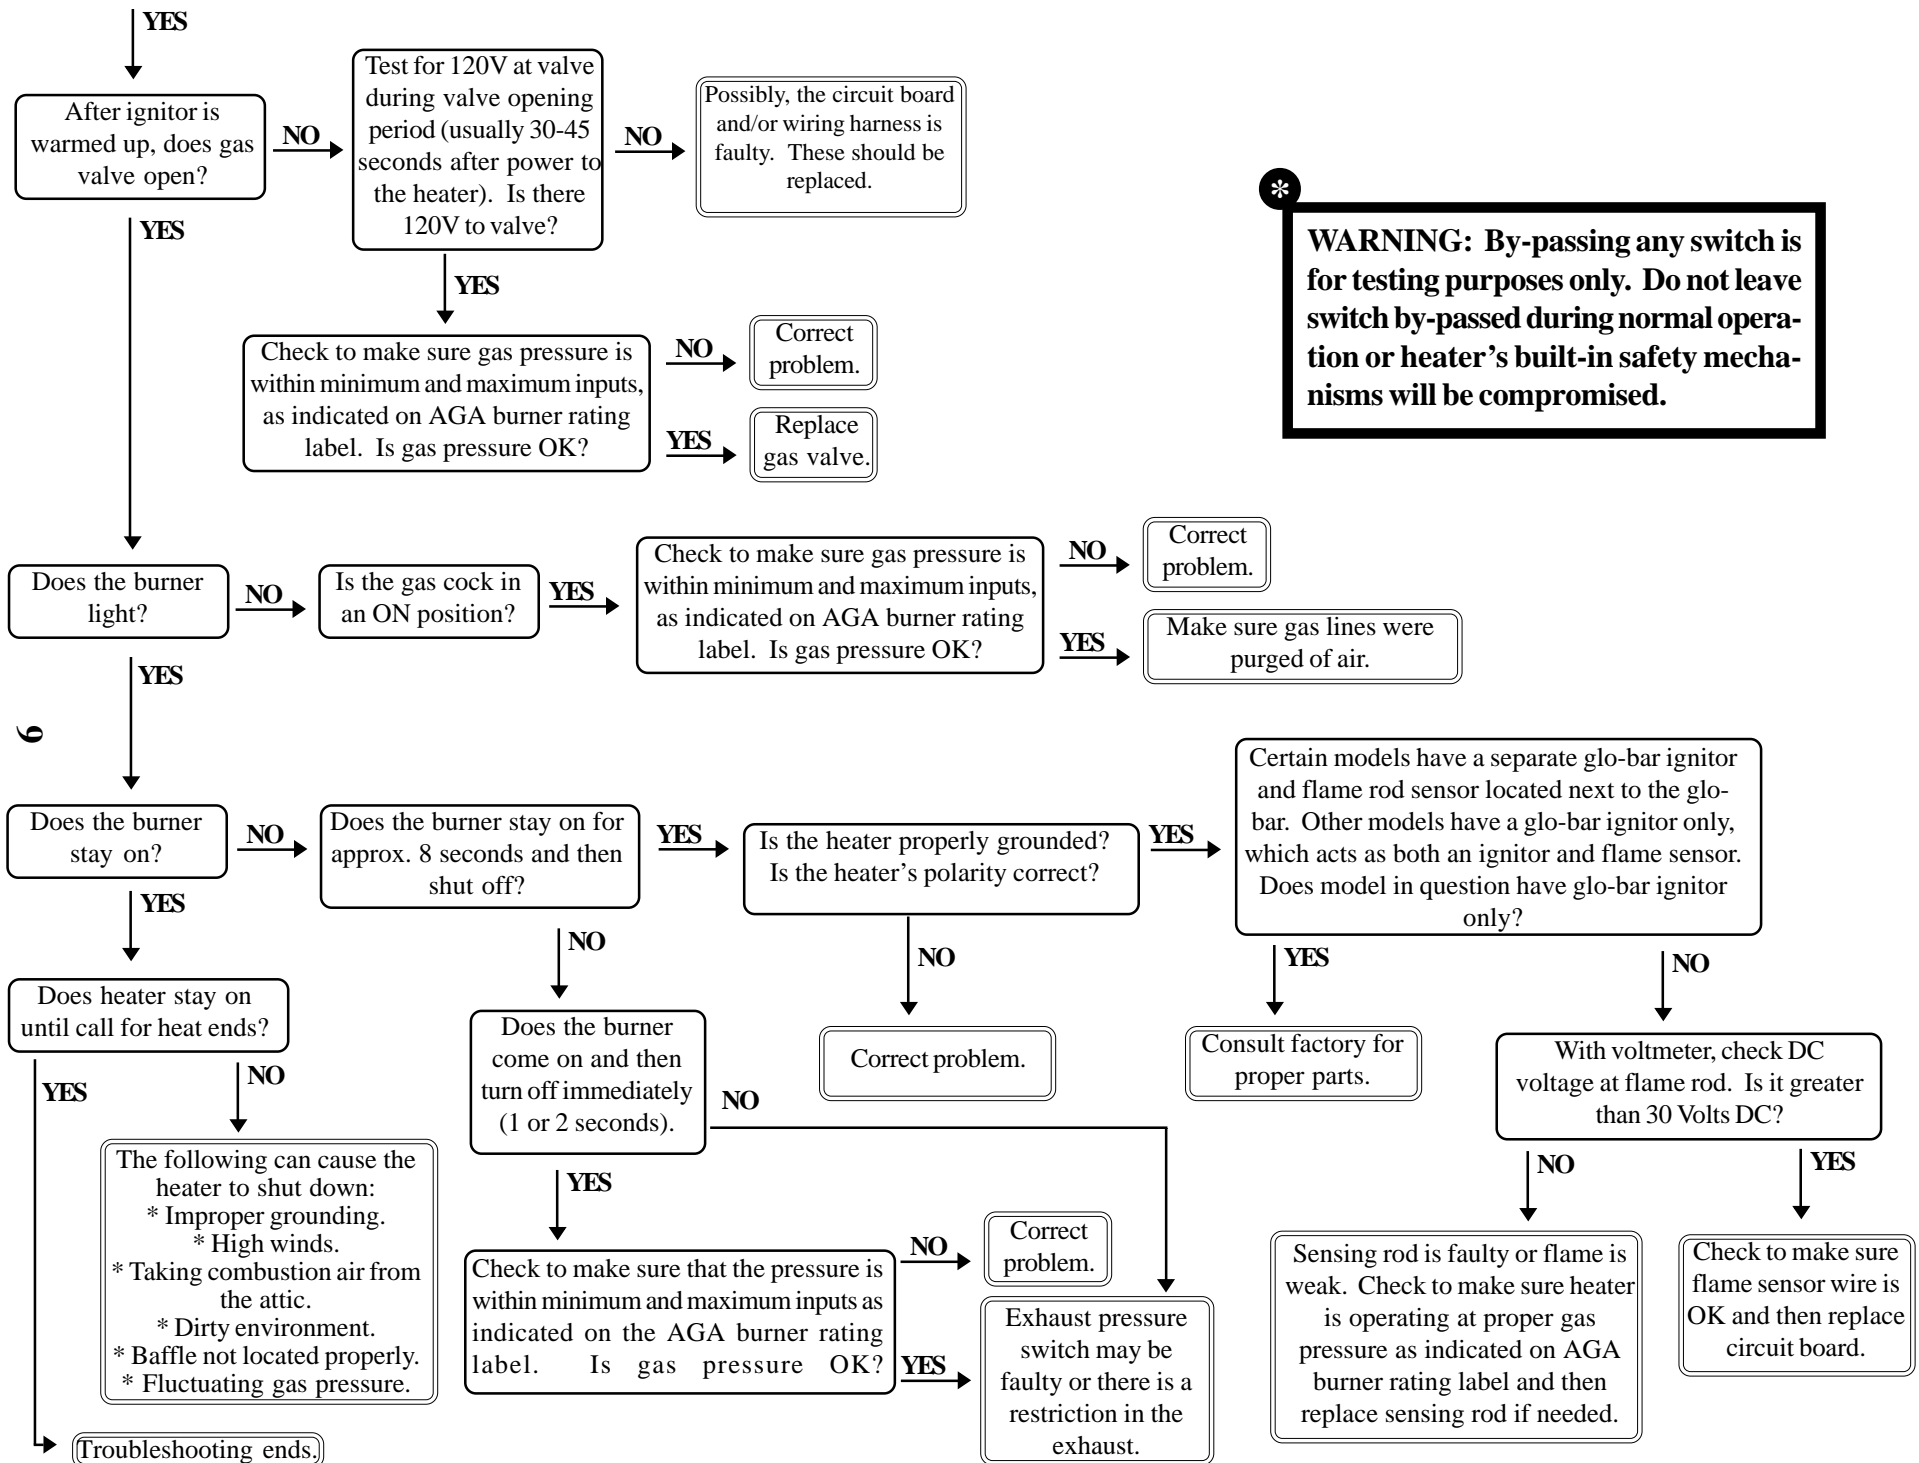 YES
After ignitor is
warmed up, does gas
valve open?
NO
Test for 120V at valve
during valve opening
period (usually 30-45
seconds after power to
the heater). Is there
120V to valve?
NO
Possibly, the circuit board
and/or wiring harness is
faulty. These should be
replaced.
*
WARNING: By-passing any switch is
for testing purposes only. Do not leave
switch by-passed during normal opera-
tion or heater's built-in safety mecha-
nisms will be compromised.
YES
YES
Check to make sure gas pressure is
within minimum and maximum inputs,
as indicated on AGA burner rating
label. Is gas pressure OK?
NO
Correct
problem.
YES
Replace
gas valve.
Does the burner
light?
NO
Is the gas cock in
an ON position?
YES
Check to make sure gas pressure is
within minimum and maximum inputs,
as indicated on AGA burner rating
label. Is gas pressure OK?
NO
Correct
problem.
YES
Make sure gas lines were
purged of air.
YES
9
Does the burner
stay on?
NO
Does the burner stay on for
approx. 8 seconds and then
shut off?
YES
Is the heater properly grounded?
Is the heater's polarity correct?
YES
Certain models have a separate glo-bar ignitor
and flame rod sensor located next to the glo-
bar. Other models have a glo-bar ignitor only,
which acts as both an ignitor and flame sensor.
Does model in question have glo-bar ignitor
only?
YES
NO
NO
YES
NO
Does heater stay on
until call for heat ends?
Does the burner
come on and then
turn off immediately
(1 or 2 seconds).
Correct problem.
Consult factory for
proper parts.
With voltmeter, check DC
voltage at flame rod. Is it greater
than 30 Volts DC?
YES
NO
NO
The following can cause the
heater to shut down:
* Improper grounding.
* High winds.
* Taking combustion air from
the attic.
* Dirty environment.
* Baffle not located properly.
* Fluctuating gas pressure.
YES
NO
YES
Check to make sure that the pressure is
within minimum and maximum inputs as
indicated on the AGA burner rating
label. Is gas pressure OK?
NO
Correct
problem.
YES
Exhaust pressure
switch may be
faulty or there is a
restriction in the
exhaust.
Sensing rod is faulty or flame is
weak. Check to make sure heater
is operating at proper gas
pressure as indicated on AGA
burner rating label and then
replace sensing rod if needed.
Check to make sure
flame sensor wire is
OK and then replace
circuit board.
Troubleshooting ends.